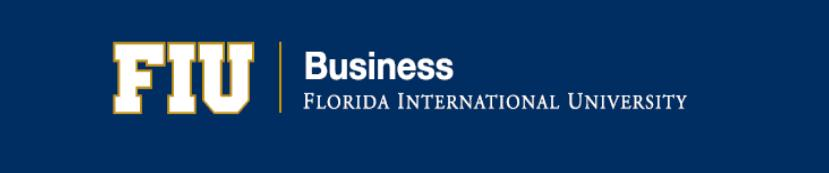 FIU
Business
FLORIDA INTERNATIONAL UNIVERSITY